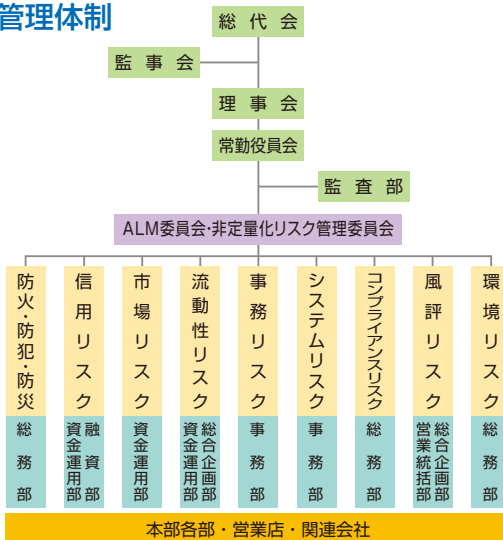 管理体制
総代会
監事会
理事会
常勤役員会
監査部
ALM委員会・非定量化リスク管理委員会
防火・防犯・防災
信用リスク
市場リスク
流動性リスク
事務リスク
システムリスク
コンプライアンスリスク
風評リスク
環境リスク
総務部
融資部
資金運用部
資金運用部
総合企画部
資金運用部
事務部
事務部
総務部
総合企画部
営業統括部
総務部
本部各部・営業店・関連会社